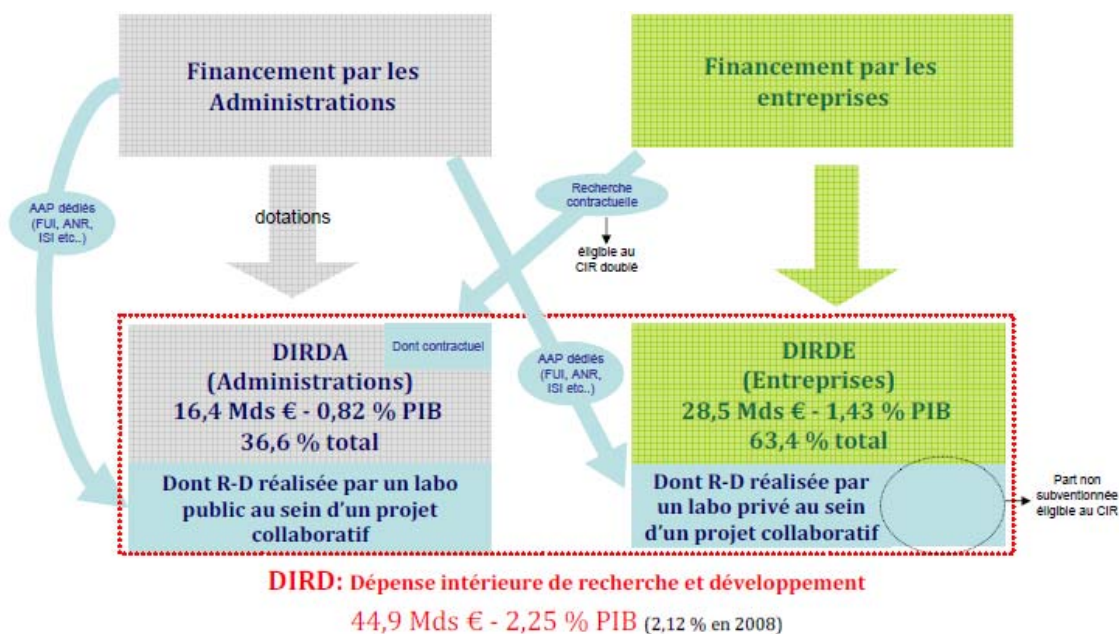 Financement par les
Administrations
Financement par les
entreprises
AAP dédiés
(FUI, ANR,
ISI etc..)
dotations
Recherche
contractuelle
éligible au
CIR doublé
DIRDA
(Administrations)
16,4 Mds € - 0,82 % PIB
36,6 % total
Dont contractuel
AAP dédiés
(FUI, ANR,
ISI etc..)
DIRDE
(Entreprises)
28,5 Mds € - 1,43 % PIB
63,4 % total
Dont R-D réalisée par un labo
public au sein d’un projet
collaboratif
Dont R-D réalisée par
un labo privé au sein
d’un projet collaboratif
Part non
subventionnée
éligible au CIR
DIRD: Dépense intérieure de recherche et développement
44,9 Mds € - 2,25 % PIB (2,12 % en 2008)